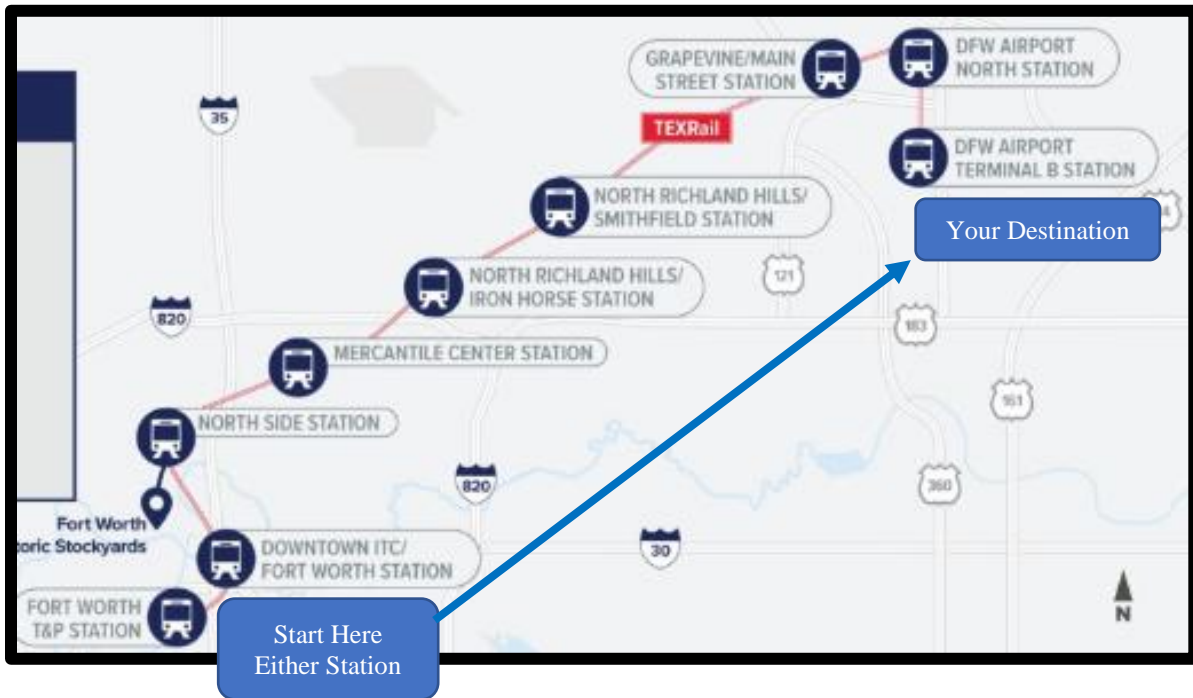 GRAPEVINE/MAIN
STREET STATION
DFW AIRPORT
NORTH STATION
35
TEXRail
DFW AIRPORT
TERMINAL B STATION
NORTH RICHLAND HILLS/
SMITHFIELD STATION
Your Destination
121
NORTH RICHLAND HILLS/
IRON HORSE STATION
820
183
MERCANTILE CENTER STATION
161
NORTH SIDE STATION
820
360
Fort Worth
toric Stockyards
DOWNTOWN ITC/
FORT WORTH STATION
30
N
FORT WORTH
T&P STATION
Start Here
Either Station